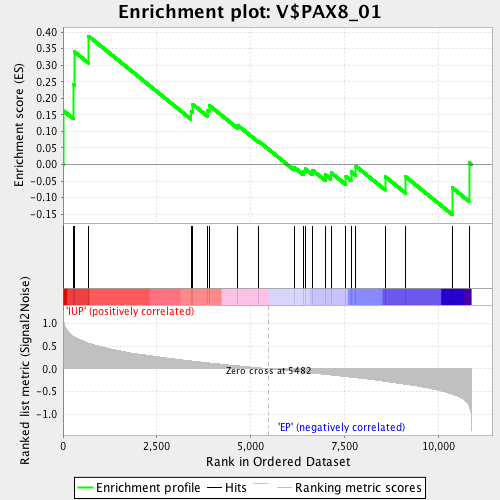 Enrichment plot: V$PAX8_01
Enrichment score (ES)
0.40
0.35
0.30
0.25
0.20
0.15
0.10
0.05
0.00
-0.05
-0.10
-0.15
'IUP' (positively correlated)
Ranked list metric (Signal2Noise)
1.0
0.5
0.0
-0.5
-1.0
Zero cross at 5482
'EP' (negatively correlated)
0
2,500
5,000
7,500
10,000
Rank in Ordered Dataset
Enrichment profile
Hits
Ranking metric scores